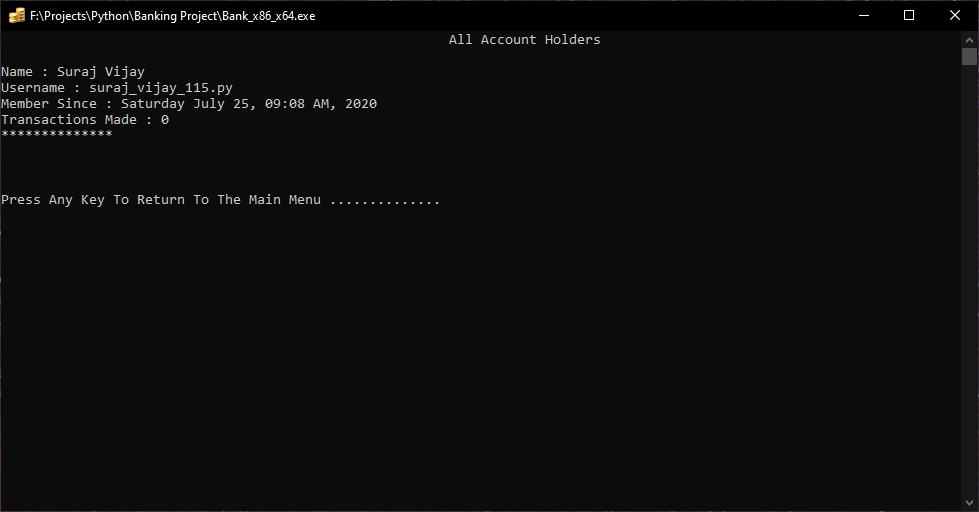 F:\Projects\Python\Banking Project\Bank_x86_x64.exe
All Account Holders
Name : Suraj Vijay
Username : suraj_vijay_115.py
Member Since : Saturday July 25, 09:08 AM, 2020
Transactions Made : 0
**************
Press Any Key To Return To The Main Menu ..............